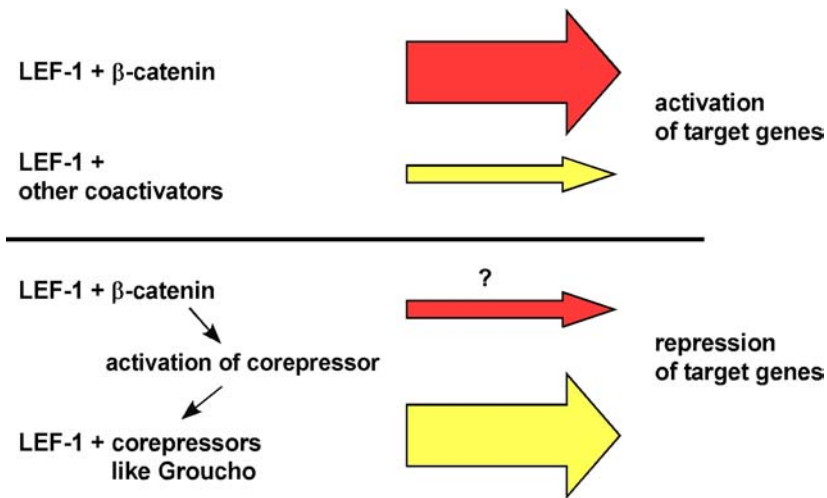 LEF-1 + β-catenin
activation
of target genes
LEF-1 +
other coactivators
LEF-1 + β-catenin
?
activation of corepressor
repression
of target genes
LEF-1 + corepressors
like Groucho